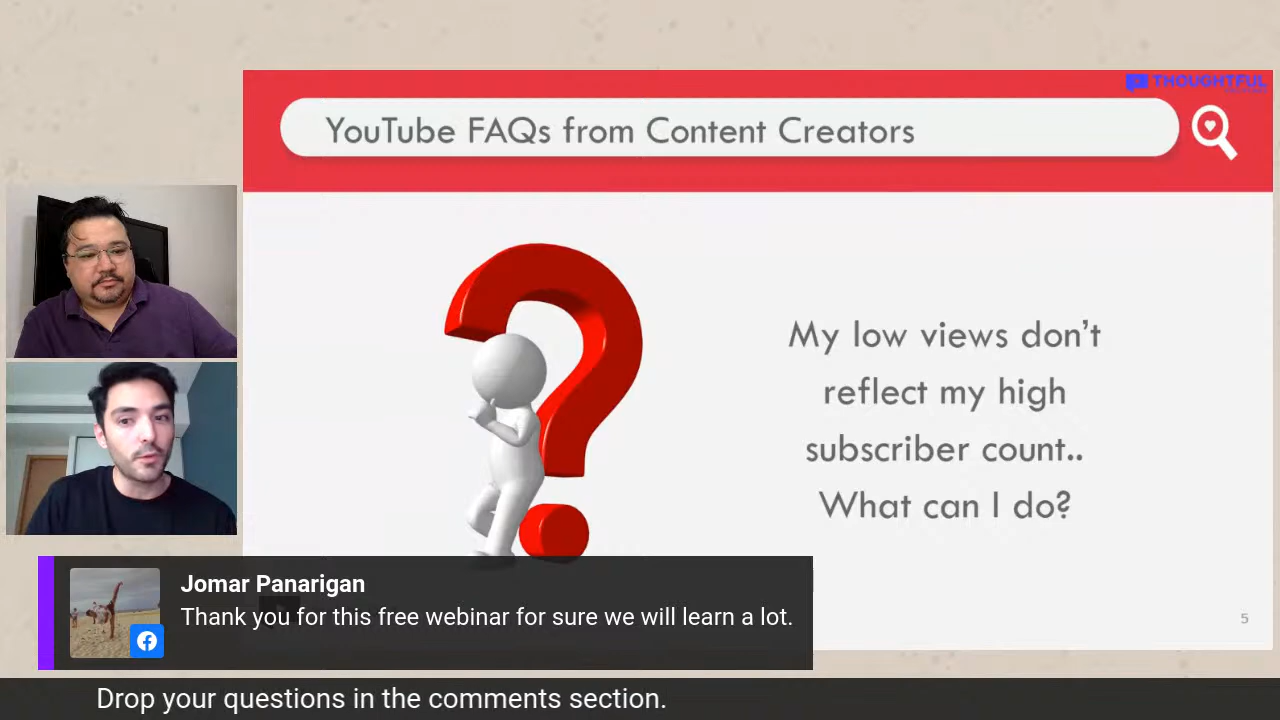 THOUGHTFUL
YouTube FAQs from Content Creators
My low views don't
reflect my high
subscriber count..
What can I do?
Jomar Panarigan
Thank you for this free webinar for sure we will learn a lot.
5
Drop your questions in the comments section.